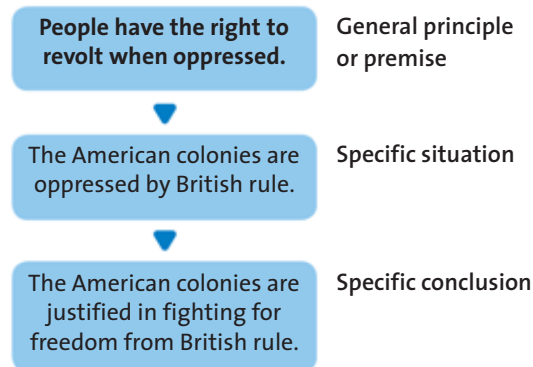 People have the right to
revolt when oppressed.
General principle
or premise
The American colonies are
oppressed by British rule.
Specific situation
The American colonies are
justified in fighting for
freedom from British rule.
Specific conclusion